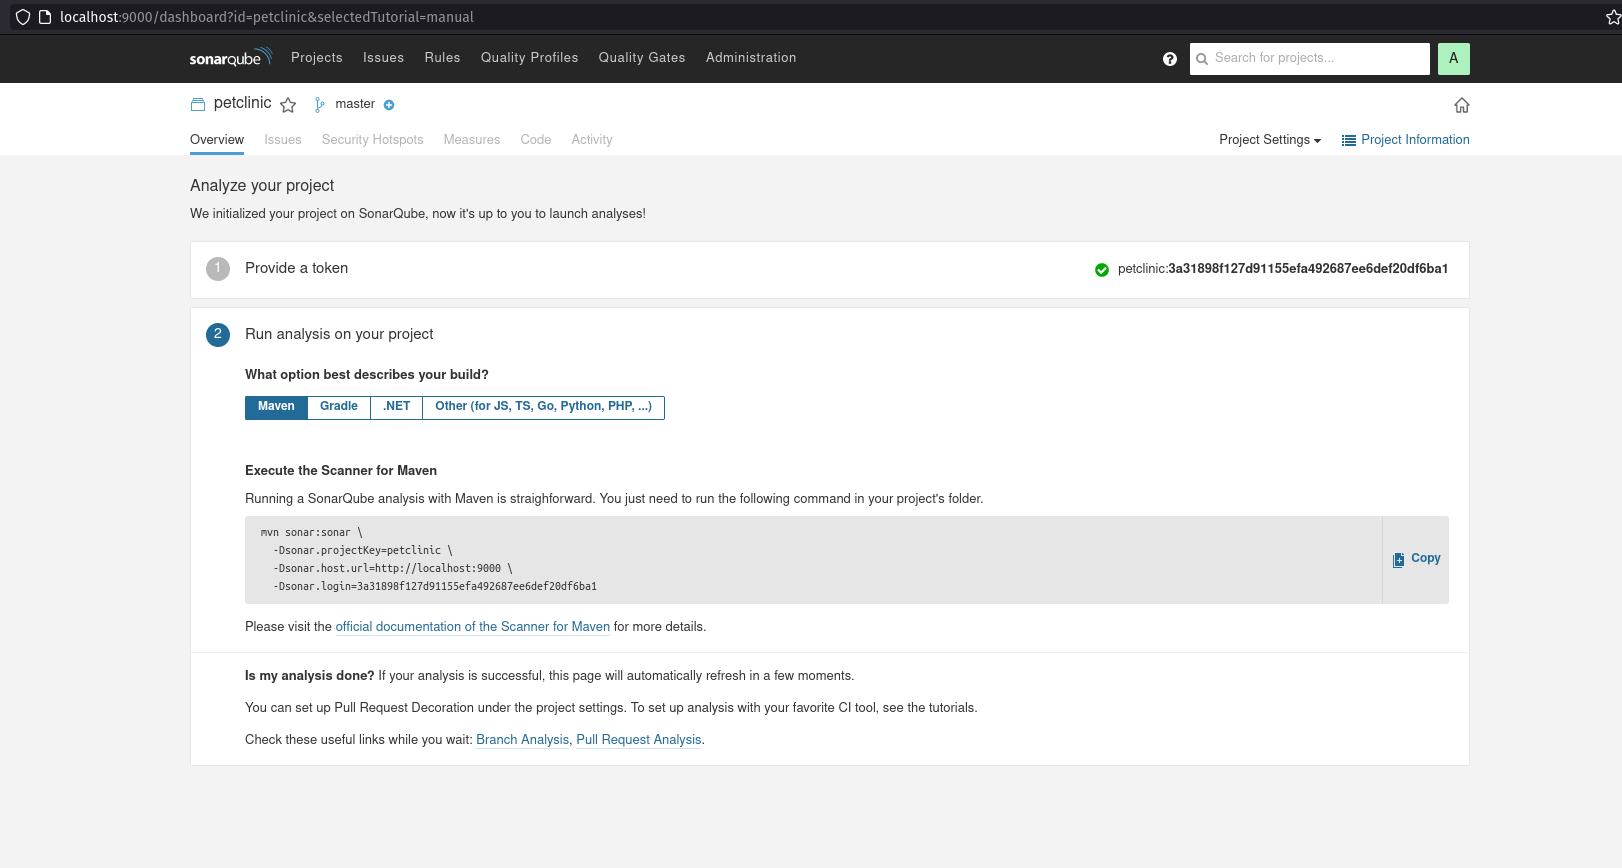 localhost:9000/dashboard?id=petclinic&selectedTutorial=manual
sonarqube Projects Issues Rules Quality Profiles Quality Gates Administration ? Search for projects... A
petclinic master
Overview Issues Security Hotspots Measures Code Activity Project Settings Project Information
Analyze your project
We initialized your project on SonarQube, now it's up to you to launch analyses!
1 Provide a token petclinic:3a31898f127d91155efa492687ee6def20df6ba1
2 Run analysis on your project
What option best describes your build?
Maven Gradle .NET Other (for JS, TS, Go, Python, PHP, ...)
Execute the Scanner for Maven
Running a SonarQube analysis with Maven is straighforward. You just need to run the following command in your project's folder.
mvn sonar:sonar \
-Dsonar.projectKey=petclinic \
-Dsonar.host.url=http://localhost:9000 \
-Dsonar.login=3a31898f127d91155efa492687ee6def20df6ba1
Copy
Please visit the official documentation of the Scanner for Maven for more details.
Is my analysis done? If your analysis is successful, this page will automatically refresh in a few moments.
You can set up Pull Request Decoration under the project settings. To set up analysis with your favorite CI tool, see the tutorials.
Check these useful links while you wait: Branch Analysis, Pull Request Analysis.